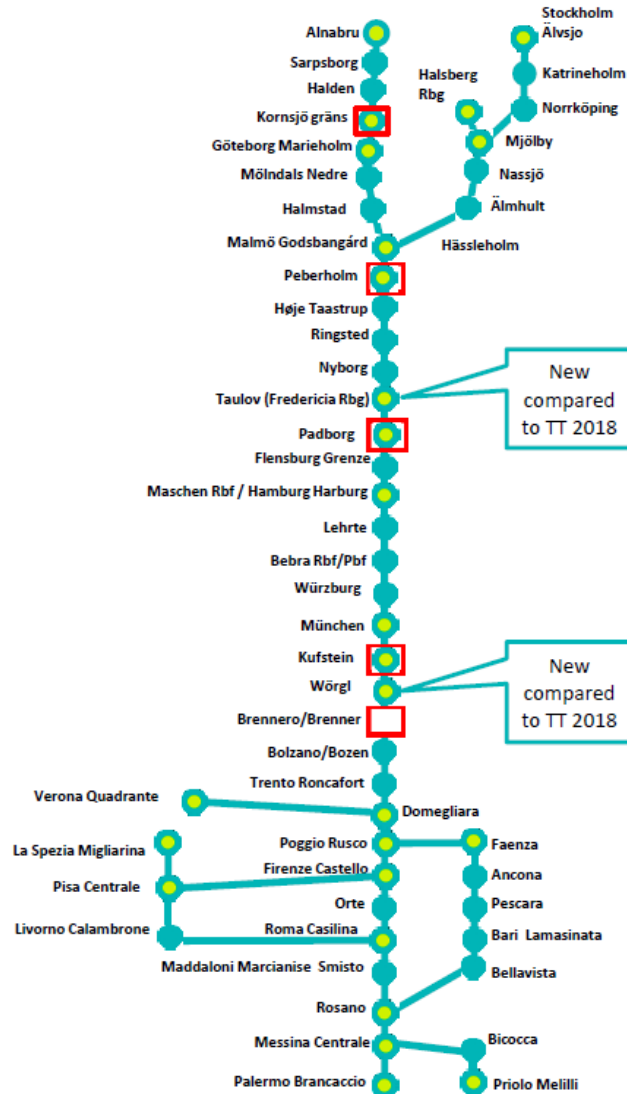 Stockholm
Alnabru
Älvsjo
Sarpsborg
Katrineholm
Halden
Halsberg
Rbg
Norrköping
Kornsjö gräns
Göteborg Marieholm
Mjölby
Mölndals Nedre
Nassjö
Halmstad
Älmhult
Malmö Godsbangárd
Hässleholm
Peberholm
Høje Taastrup
Ringsted
Nyborg
New
compared
to TT 2018
Taulov (Fredericia Rbg)
Padborg
Flensburg Grenze
Maschen Rbf / Hamburg Harburg
Lehrte
Bebra Rbf/Pbf
Würzburg
München
Kufstein
New
compared
to TT 2018
Wörgl
Brennero/Brenner
Bolzano/Bozen
Trento Roncafort
Verona Quadrante
Domegliara
La Spezia Migliarina
Poggio Rusco
Faenza
Firenze Castello
Ancona
Pisa Centrale
Orte
Pescara
Livorno Calambrone
Roma Casilina
Bari Lamasinata
Maddaloni Marcianise Smisto
Bellavista
Rosano
Messina Centrale
Bicocca
Palermo Brancaccio
Priolo Melilli